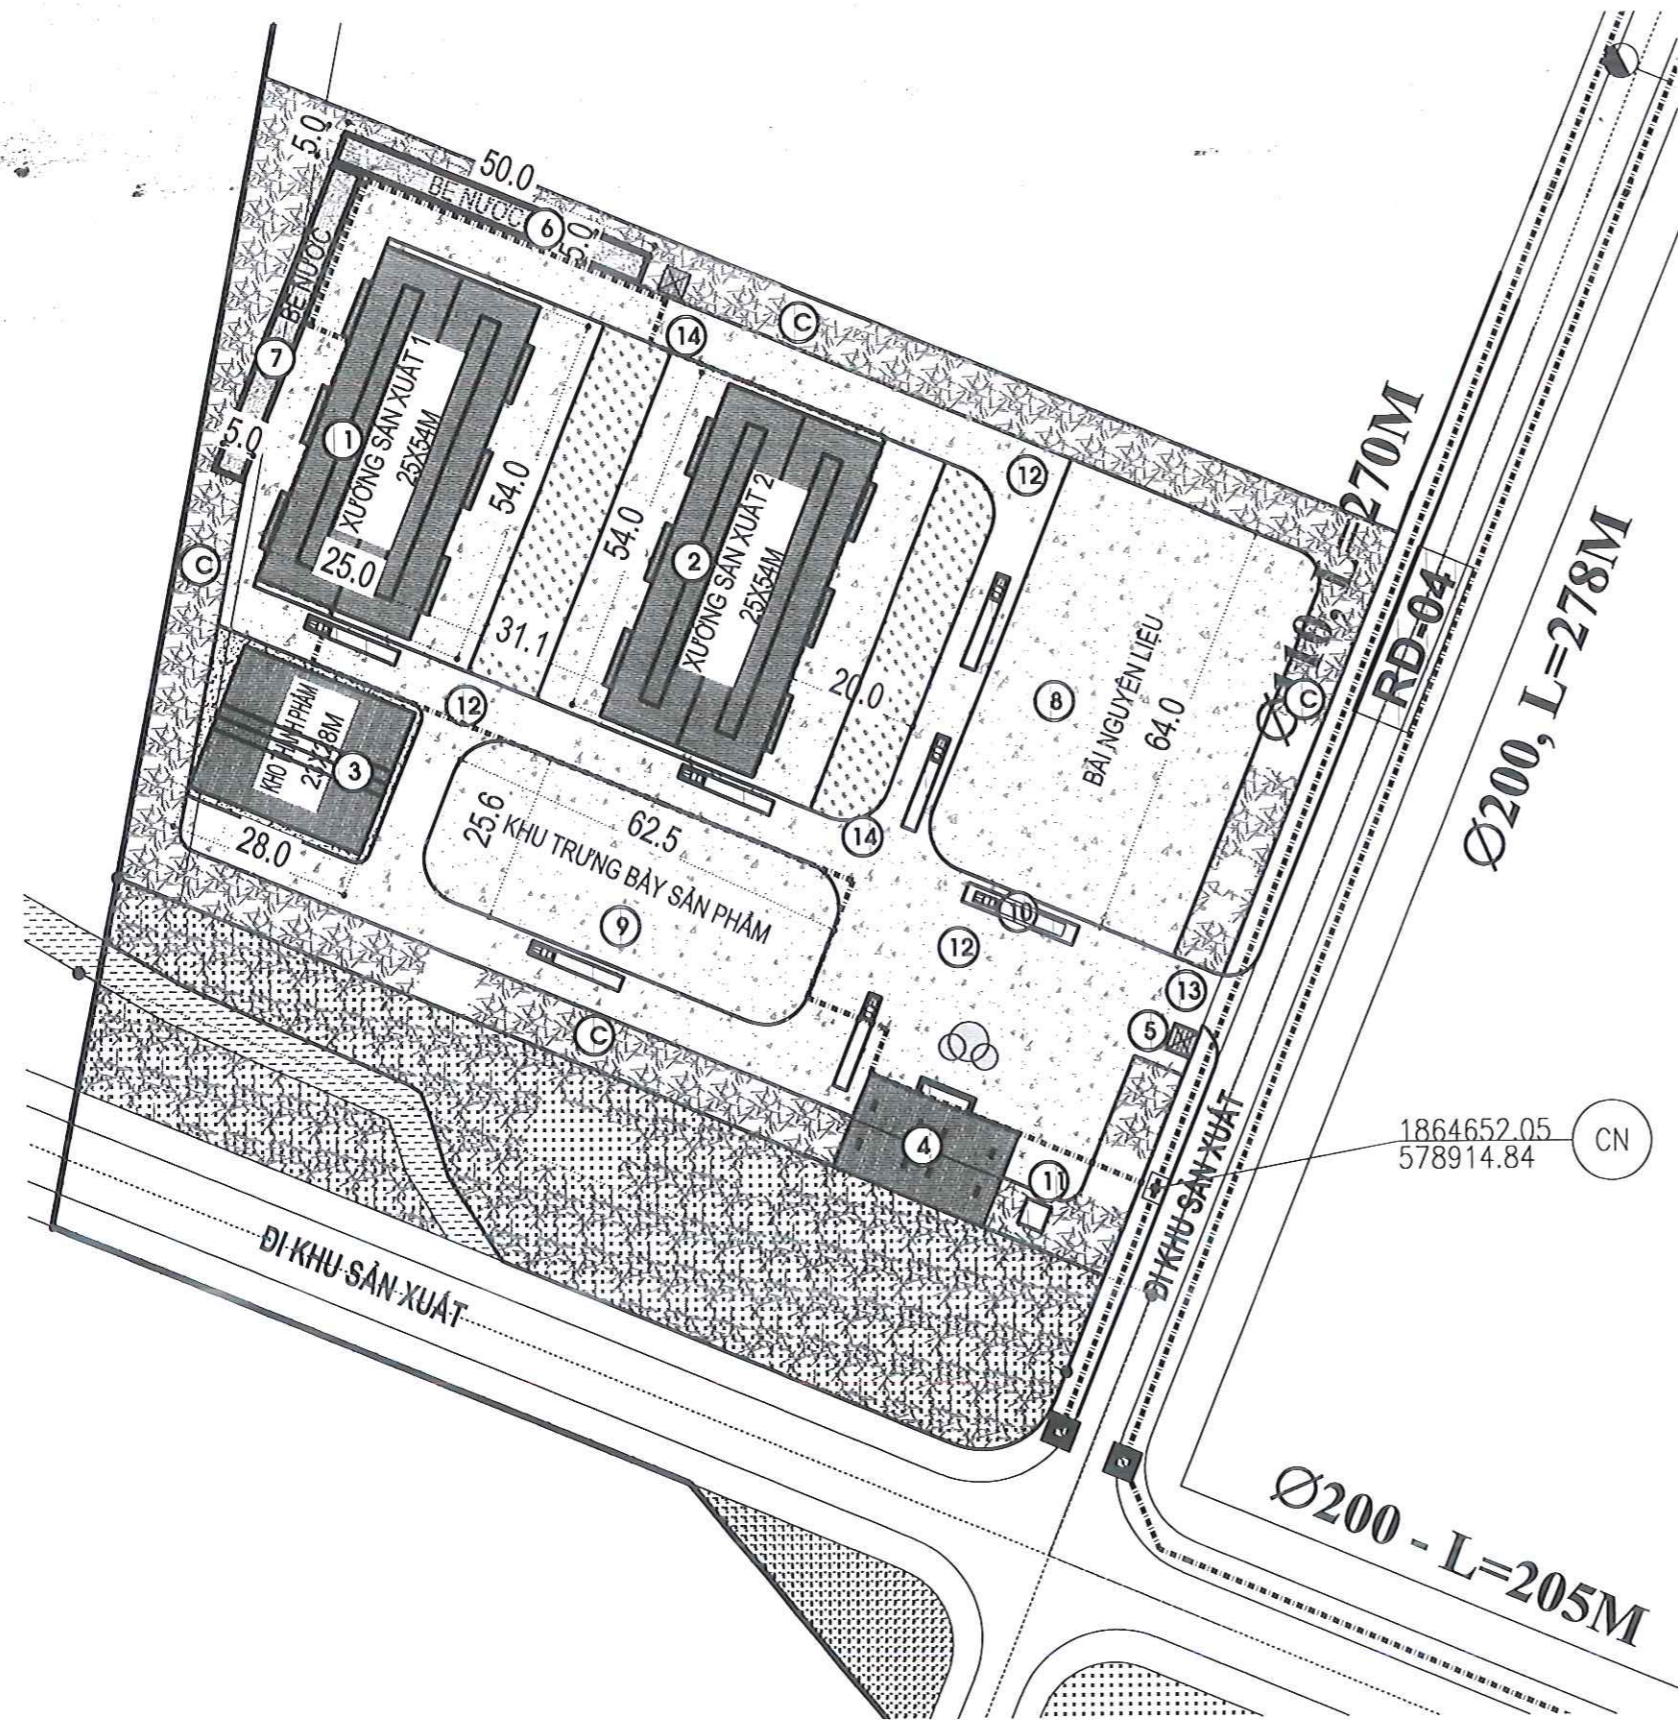 5.0
50.0
BỂ NƯỚC
6
5.0
BỂ NƯỚC
7
5.0
14
C
1
XƯỞNG SẢN XUẤT 1
25X54M
54.0
25.0
C
31.1
54.0
2
XƯỞNG SẢN XUẤT 2
25X54M
20.0
12
8
BÃI NGUYÊN LIỆU
64.0
Ø110, L=270M
RD-04
C
Ø200, L=278M
12
KHO THÀNH PHẨM
3
28.0
14
25.6
62.5
KHU TRƯNG BÀY SẢN PHẨM
9
10
12
13
5
C
4
11
ĐI KHU SẢN XUẤT
1864652.05
578914.84
CN
ĐI KHU SẢN XUẤT
Ø200 - L=205M